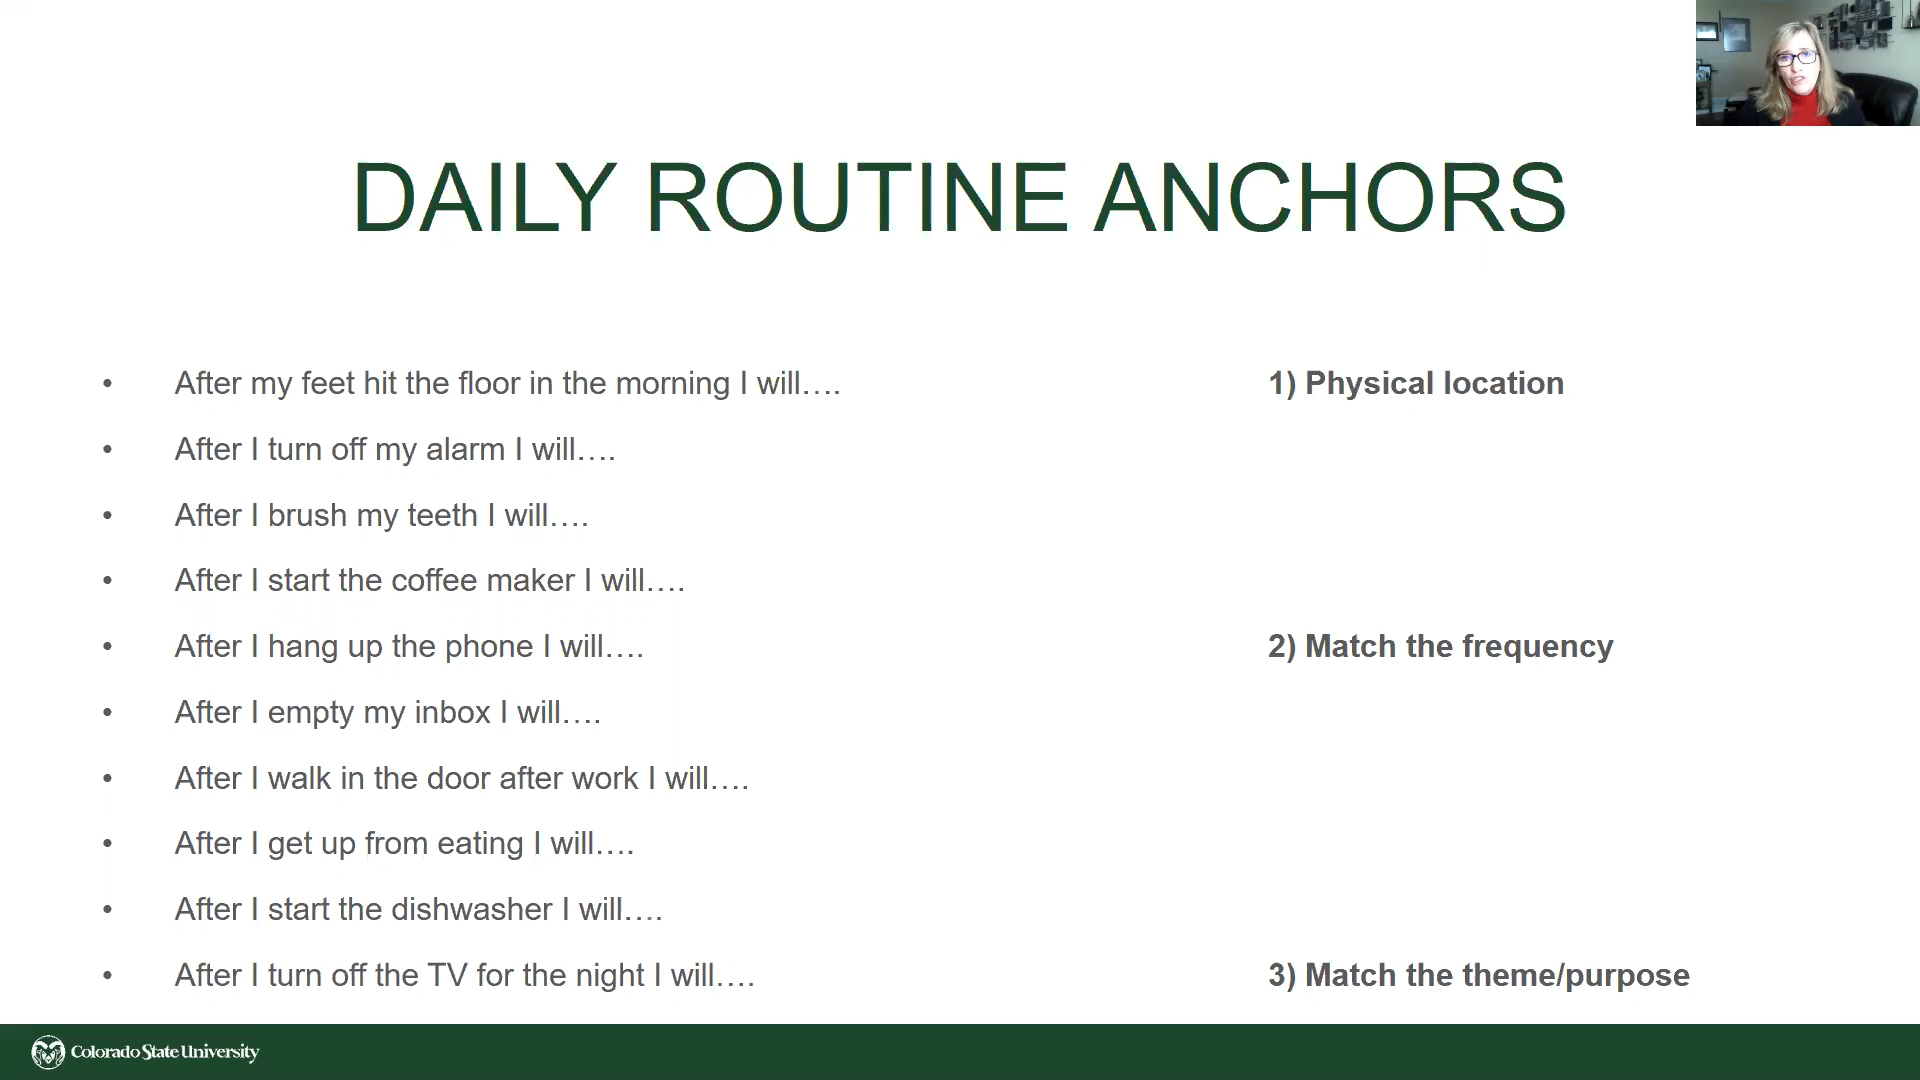 DAILY ROUTINE ANCHORS
• After my feet hit the floor in the morning I will….
1) Physical location
• After I turn off my alarm I will….
• After I brush my teeth I will….
• After I start the coffee maker I will….
• After I hang up the phone I will….
2) Match the frequency
• After I empty my inbox I will….
• After I walk in the door after work I will….
• After I get up from eating I will….
• After I start the dishwasher I will….
• After I turn off the TV for the night I will….
3) Match the theme/purpose
Colorado State University